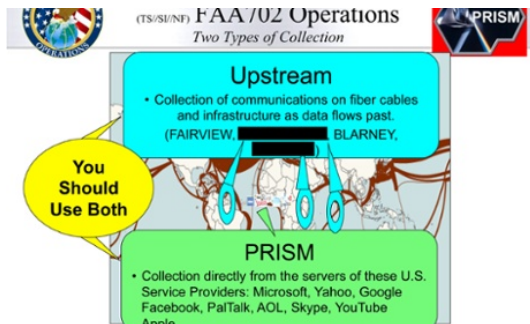 (TS//SI//NF) FAA702 Operations
Two Types of Collection
OPERATIONS
PRISM
Upstream
• Collection of communications on fiber cables
and infrastructure as data flows past.
(FAIRVIEW, , BLARNEY,
)
You
Should
Use Both
PRISM
• Collection directly from the servers of these U.S.
Service Providers: Microsoft, Yahoo, Google
Facebook, PalTalk, AOL, Skype, YouTube
Apple